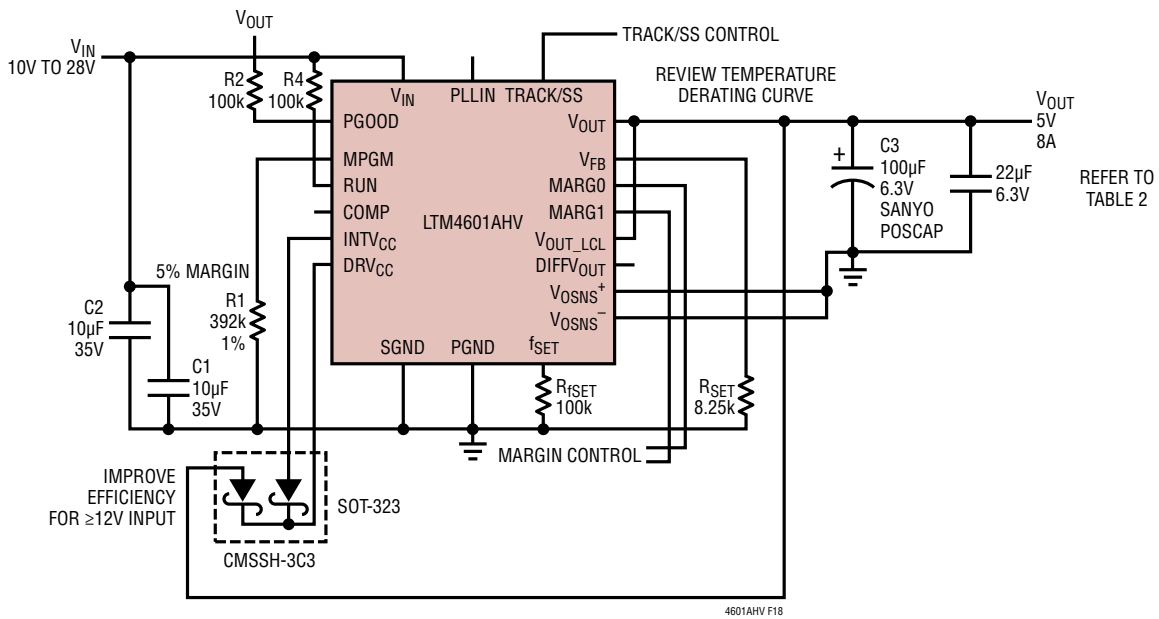 VOUT
VIN
10V TO 28V
R2
100k
R4
100k
TRACK/SS CONTROL
REVIEW TEMPERATURE
DERATING CURVE
VIN
PLLIN
TRACK/SS
PGOOD
MPGM
RUN
COMP
INTVCC
DRVCC
LTM4601AHV
VOUT
VFB
MARG0
MARG1
VOUT_LCL
DIFFVOUT
VOSNS+
VOSNS–
SGND
PGND
fSET
VOUT
5V
8A
+
C3
100µF
6.3V
SANYO
POSCAP
22µF
6.3V
REFER TO
TABLE 2
5% MARGIN
R1
392k
1%
C2
10µF
35V
C1
10µF
35V
RfSET
100k
RSET
8.25k
MARGIN CONTROL
IMPROVE
EFFICIENCY
FOR ≥12V INPUT
SOT-323
CMSSH-3C3
4601AHV F18